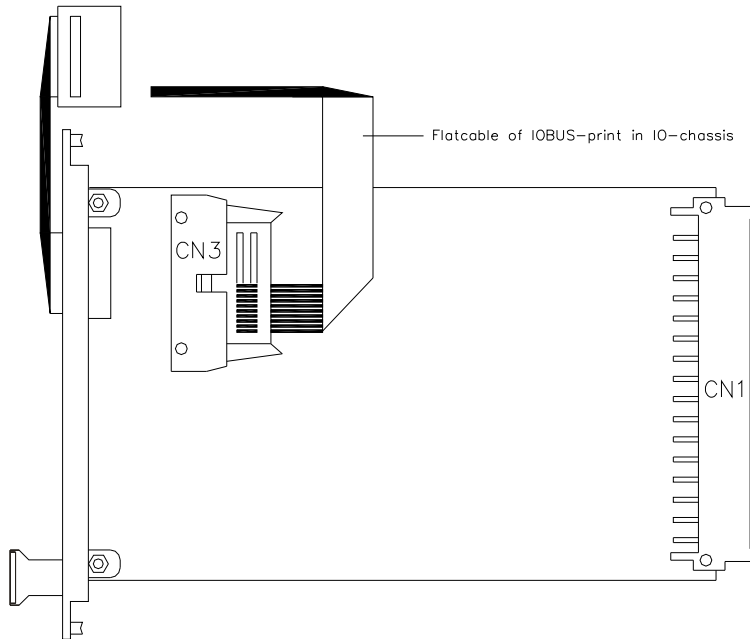 Flatcable of IOBUS-print in IO-chassis
CN3
CN1